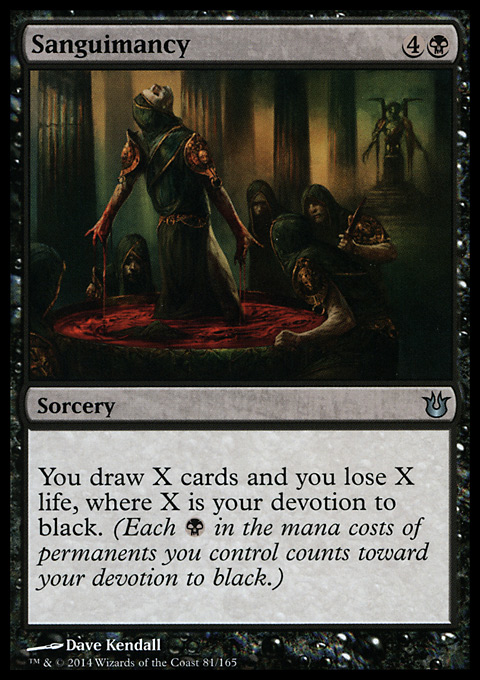 Sanguimancy 4
Sorcery
You draw X cards and you lose X
life, where X is your devotion to
black. (Each in the mana costs of
permanents you control counts toward
your devotion to black.)
Dave Kendall
™ & © 2014 Wizards of the Coast 81/165